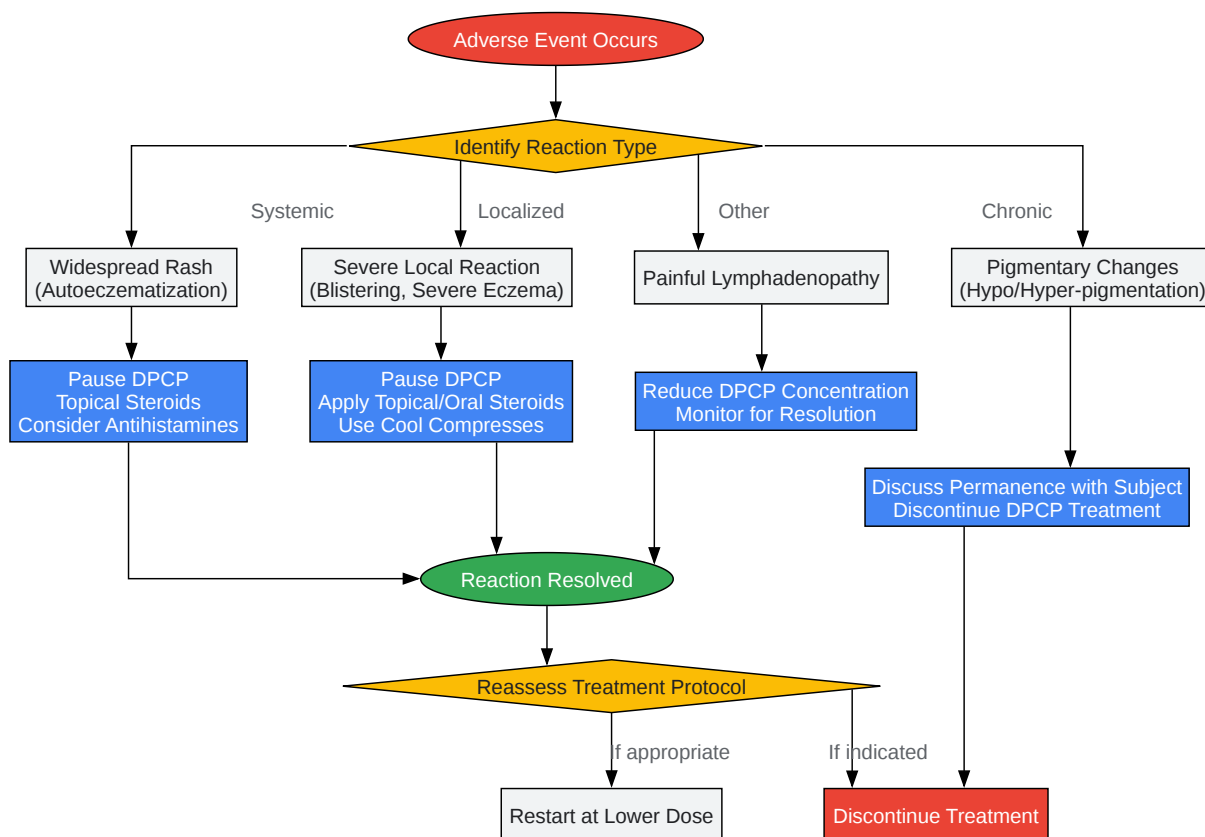 Adverse Event Occurs
Identify Reaction Type
Systemic
Localized
Other
Chronic
Widespread Rash
(Autoeczematization)
Severe Local Reaction
(Blistering, Severe Eczema)
Painful Lymphadenopathy
Pigmentary Changes
(Hypo/Hyper-pigmentation)
Pause DPCP
Topical Steroids
Consider Antihistamines
Pause DPCP
Apply Topical/Oral Steroids
Use Cool Compresses
Reduce DPCP Concentration
Monitor for Resolution
Discuss Permanence with Subject
Discontinue DPCP Treatment
Reaction Resolved
Reassess Treatment Protocol
If appropriate
If indicated
Restart at Lower Dose
Discontinue Treatment